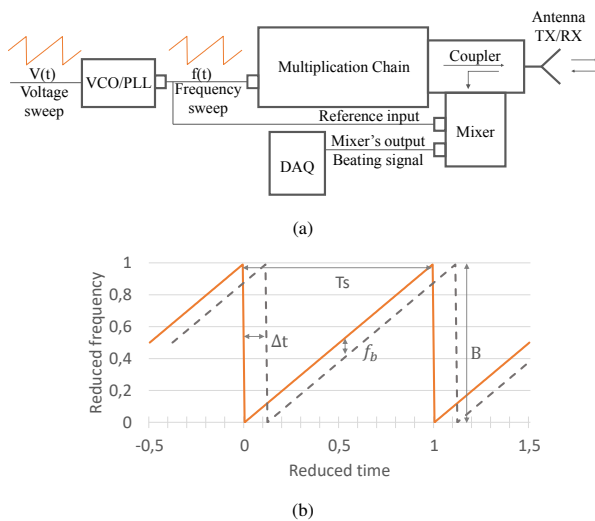 Antenna
TX/RX
V(t)
Voltage
sweep
VCO/PLL
f(t)
Frequency
sweep
Multiplication Chain
Coupler
Reference input
Mixer
Mixer's output
Beating signal
DAQ
(a)
Reduced frequency
1
0,8
0,6
0,4
0,2
0
Ts
Δt
f_b
B
-0,5
0
0,5
1
1,5
Reduced time
(b)